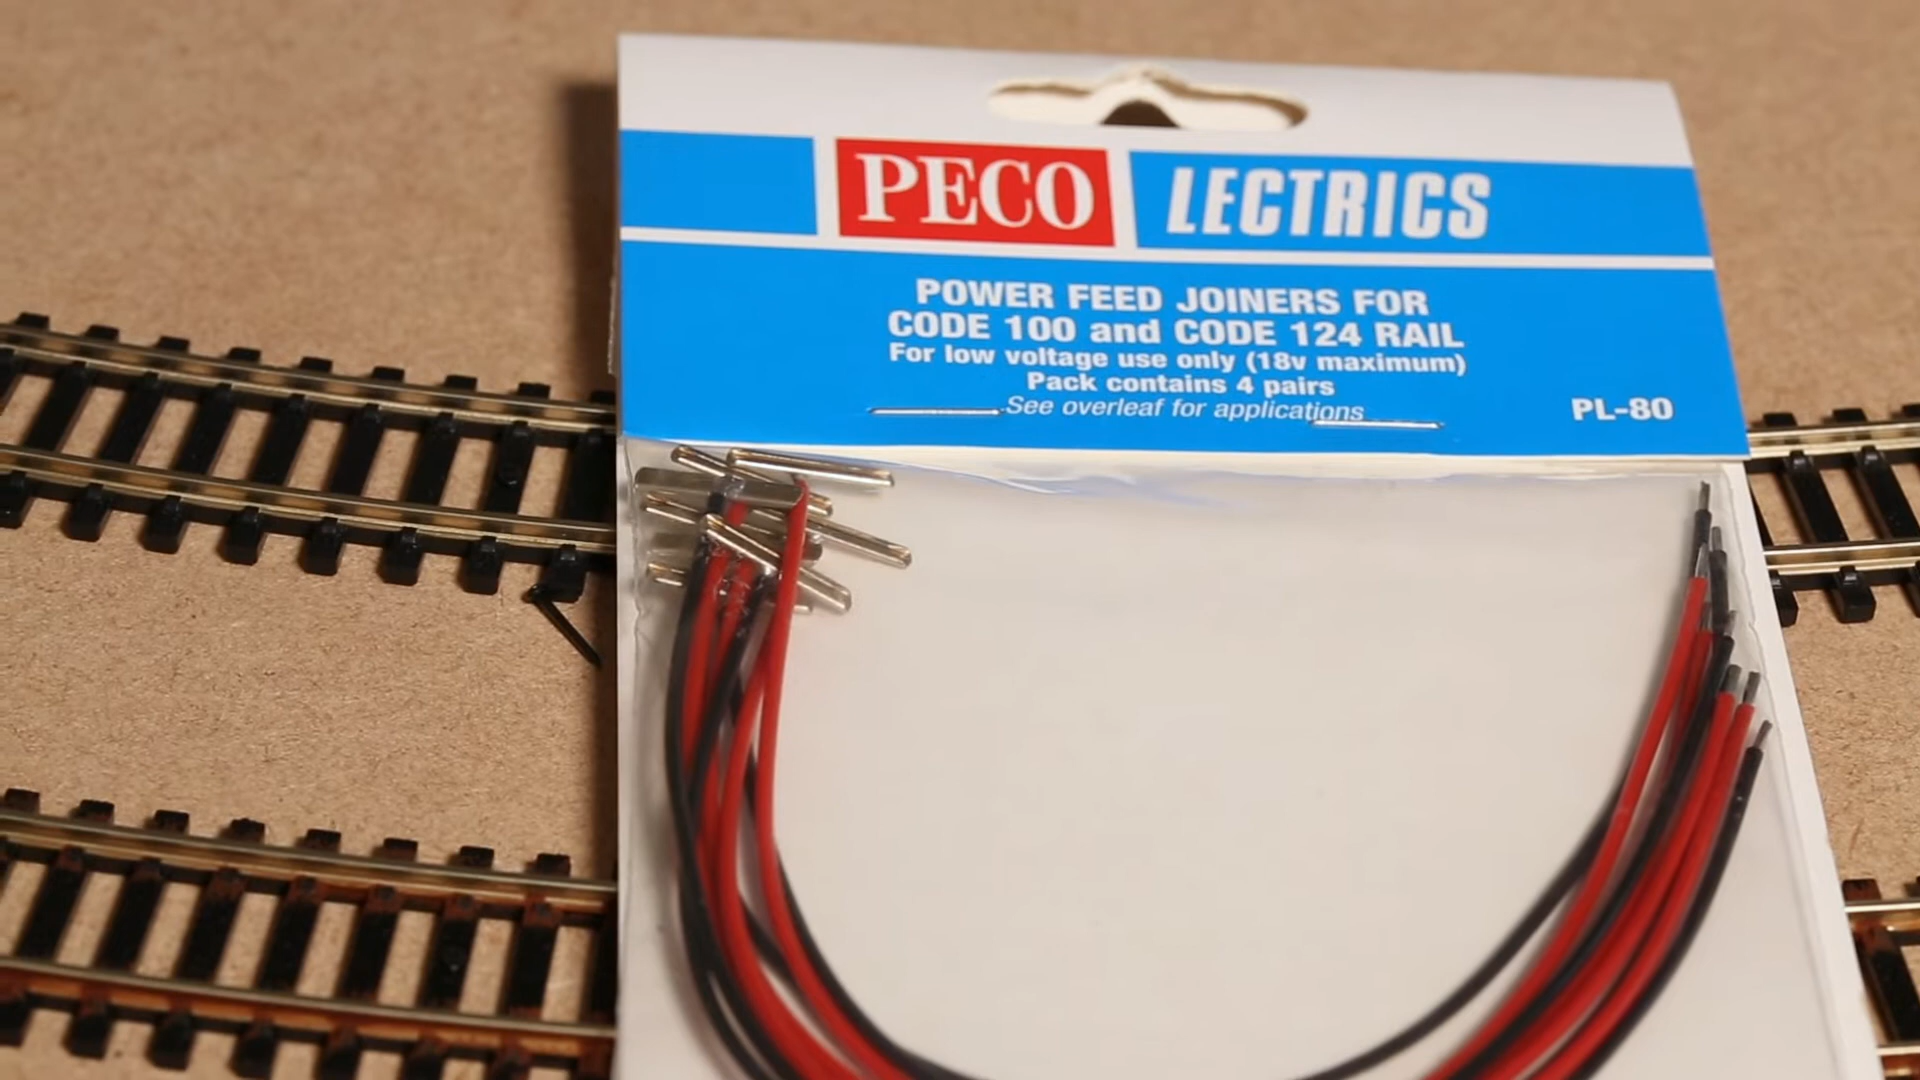 PECO LECTRICS
POWER FEED JOINERS FOR
CODE 100 and CODE 124 RAIL
For low voltage use only (18v maximum)
Pack contains 4 pairs
See overleaf for applications
PL-80